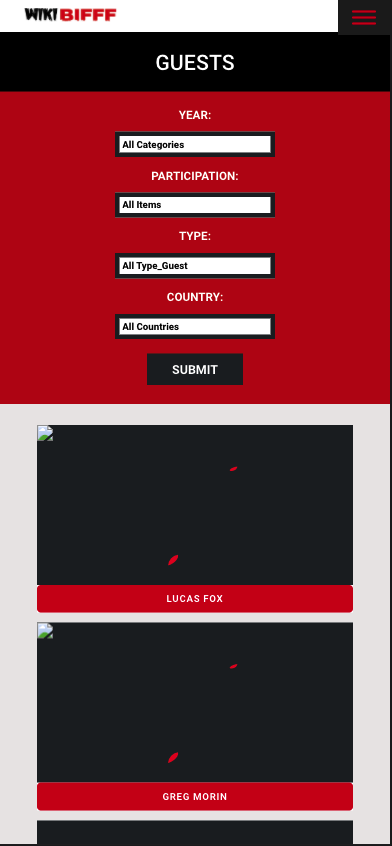 WIKI BIFFF
GUESTS
YEAR:
All Categories
PARTICIPATION:
All Items
TYPE:
All Type_Guest
COUNTRY:
All Countries
SUBMIT
LUCAS FOX
GREG MORIN